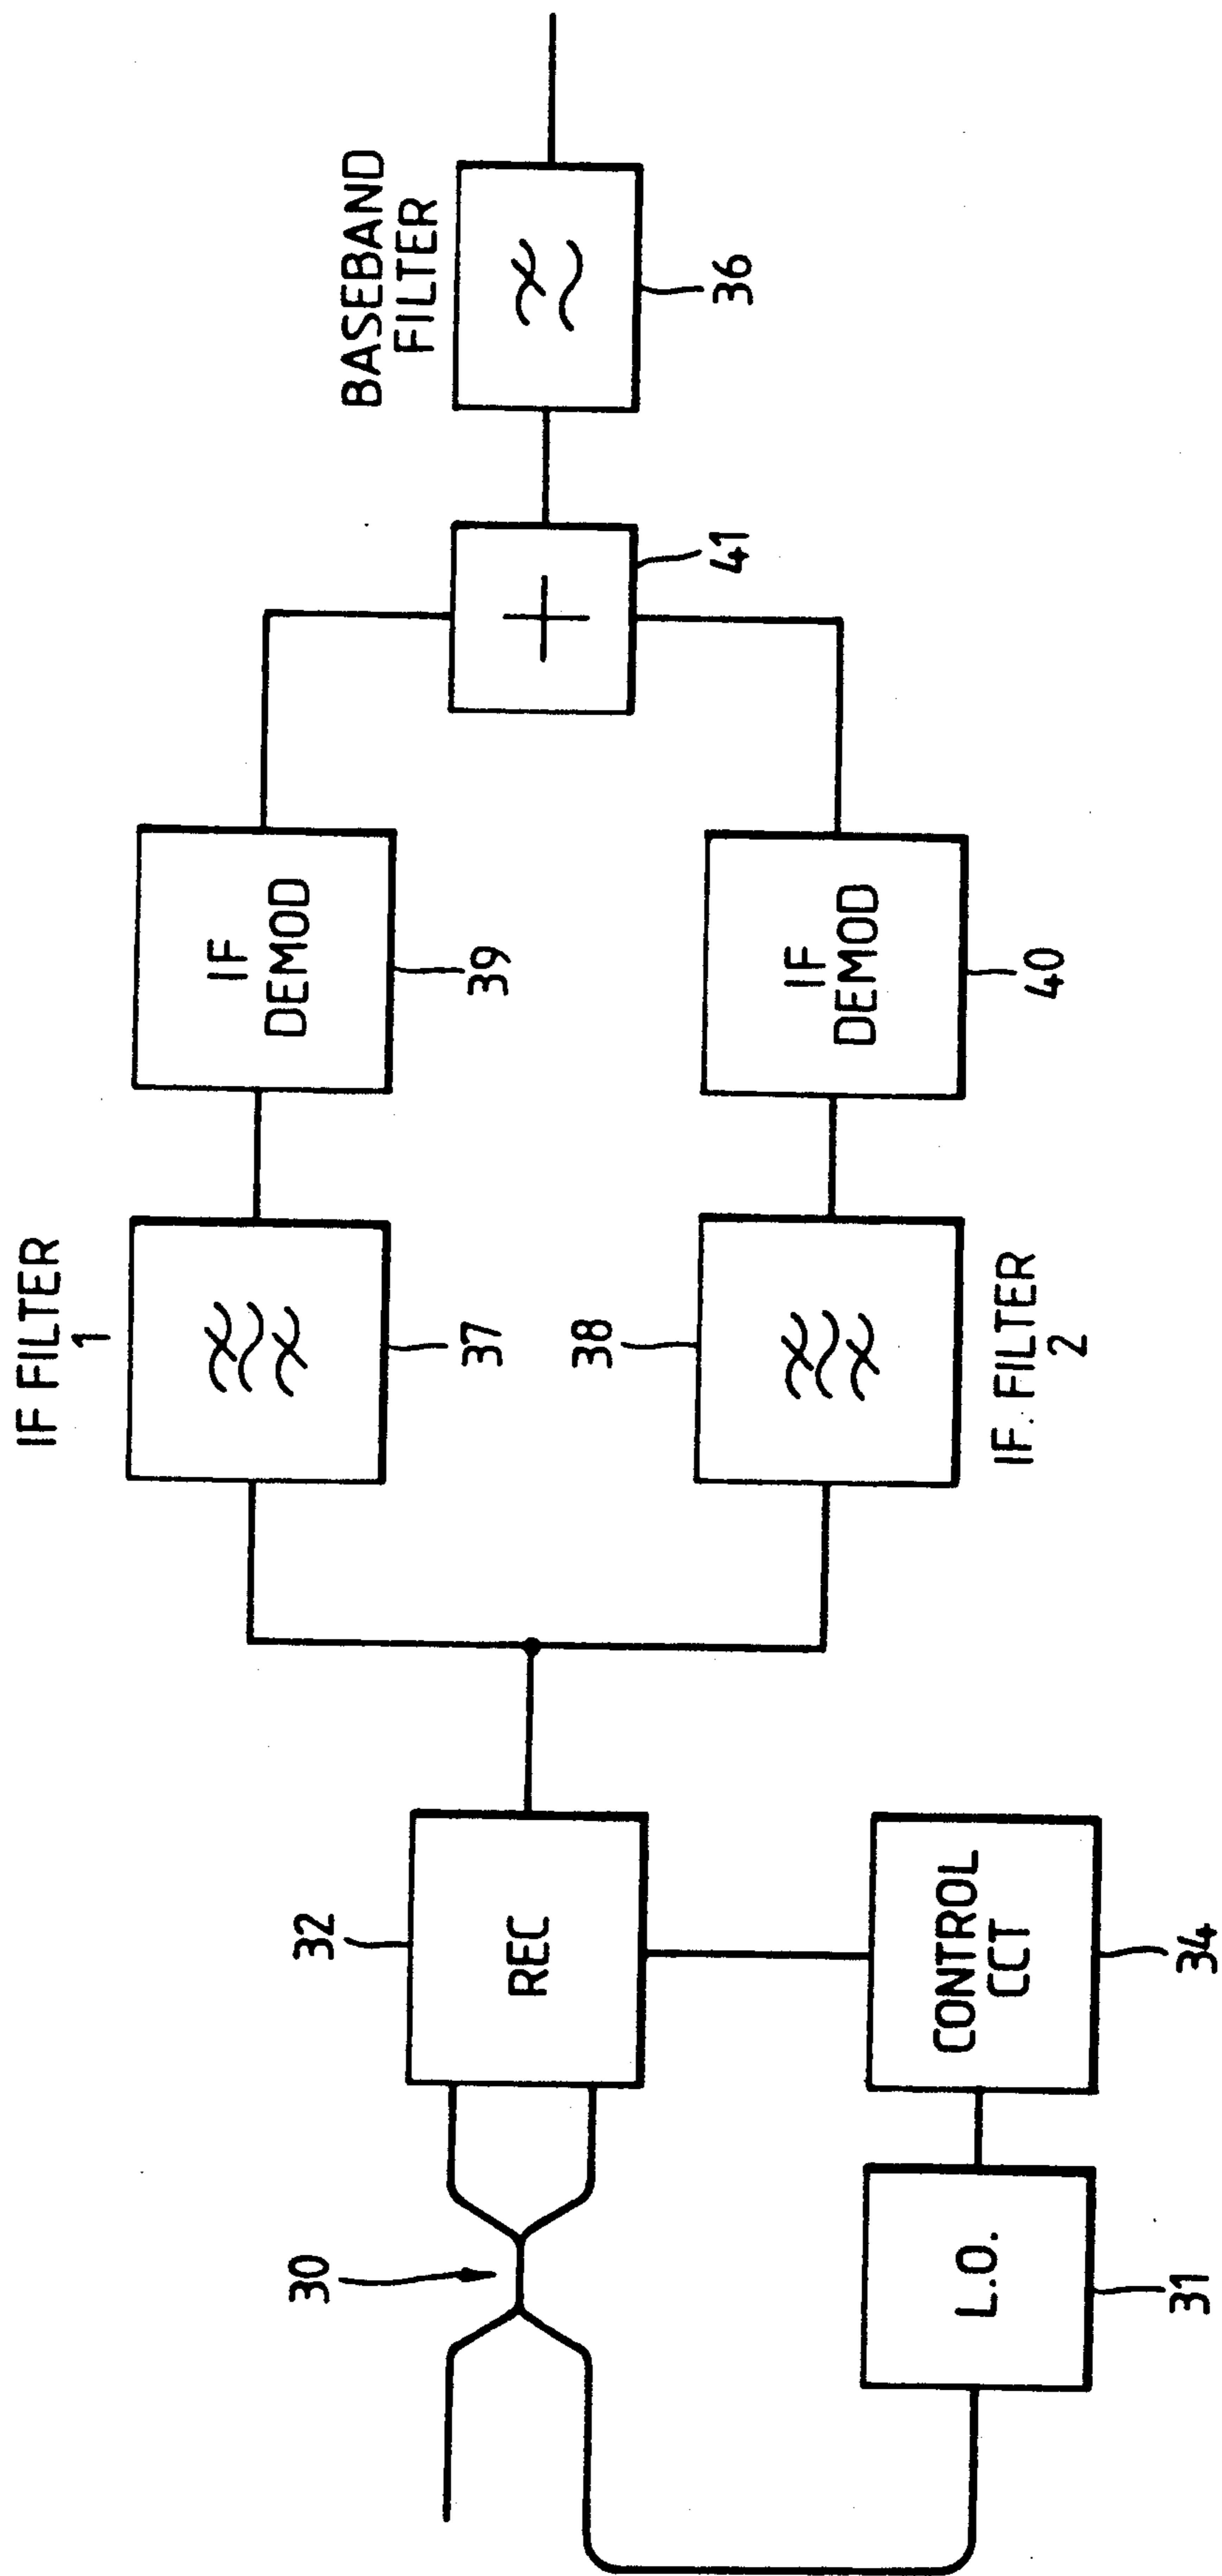 IF FILTER
1
37
IF
DEMOD
39
BASEBAND
FILTER
36
41
30
32
REC
38
IF. FILTER
2
IF
DEMOD
40
L.O.
31
CONTROL
CCT
34